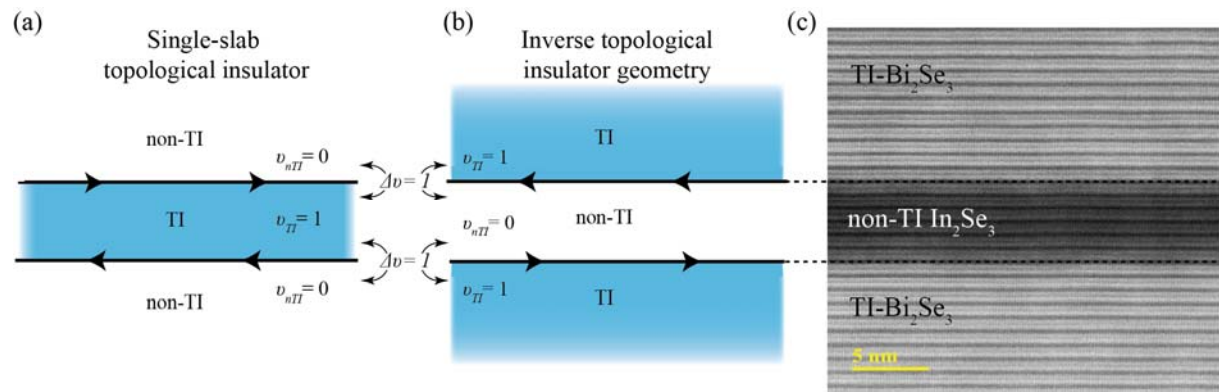 (a)
Single-slab
topological insulator
non-TI
υnTI= 0
TI
υTI= 1
υnTI= 0
non-TI
Δυ= 1
Δυ= 1
(b)
Inverse topological
insulator geometry
TI
υTI= 1
non-TI
υnTI= 0
υTI= 1
TI
(c)
TI-Bi2Se3
non-TI In2Se3
TI-Bi2Se3
5 nm